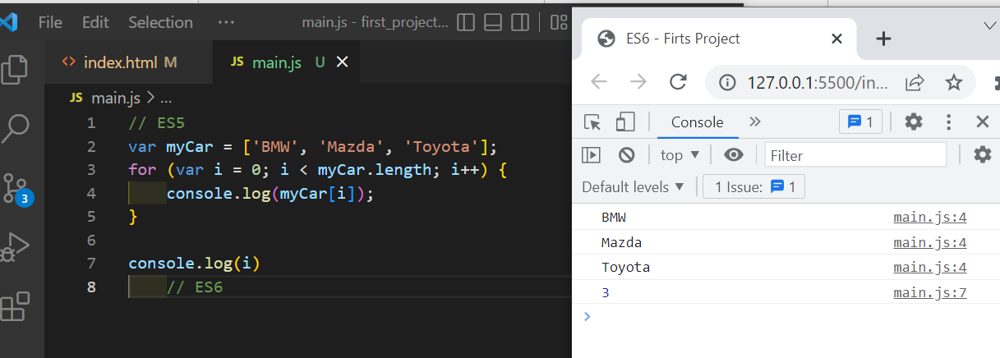 File Edit Selection ··· main.js - first_project...
index.html M JS main.js U
JS main.js > ...
1 // ES5
2 var myCar = ['BMW', 'Mazda', 'Toyota'];
3 for (var i = 0; i < myCar.length; i++) {
4 console.log(myCar[i]);
5 }
6
7 console.log(i)
8 // ES6
3
ES6 - Firts Project
127.0.0.1:5500/in...
Console » 1
top ▼ Filter
Default levels ▼ 1 Issue: 1
BMW main.js:4
Mazda main.js:4
Toyota main.js:4
3 main.js:7
>